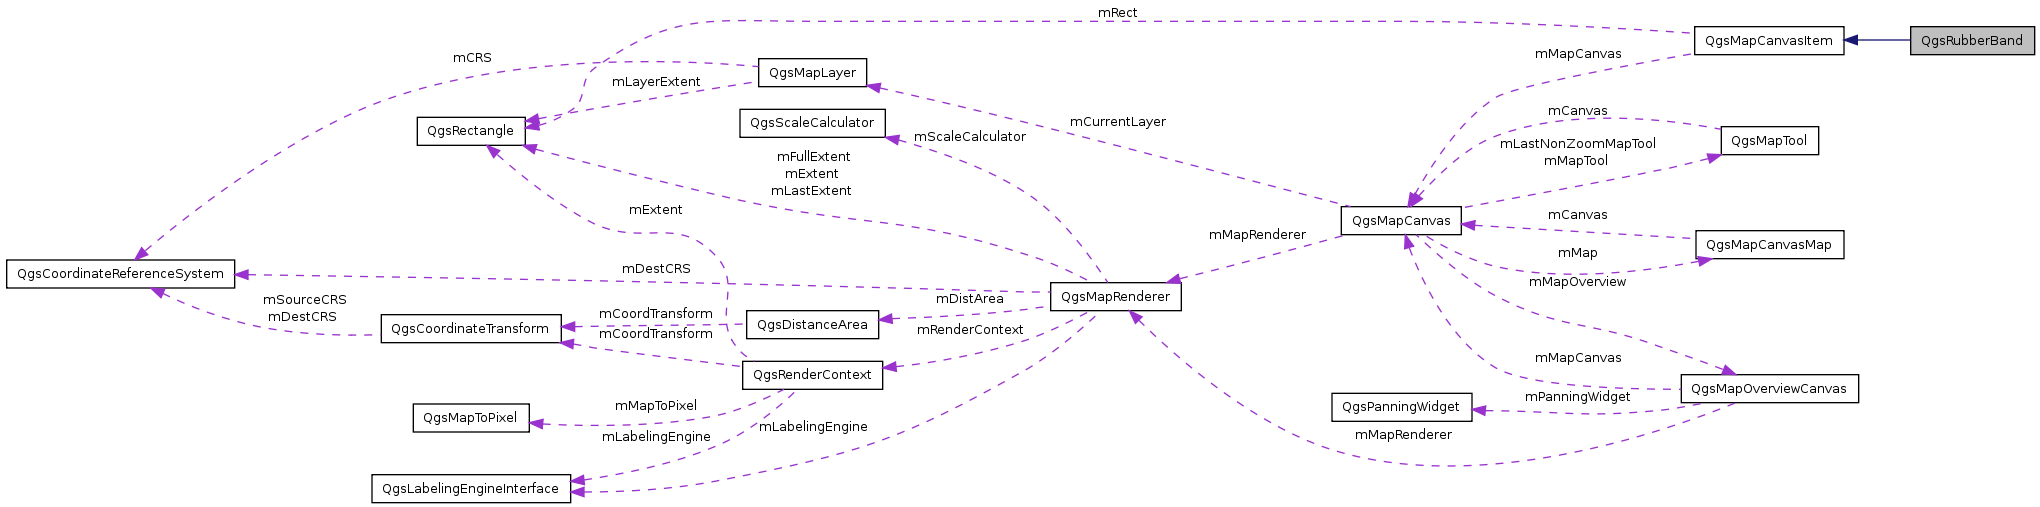 mRect
QgsMapCanvasItem
QgsRubberBand
mCRS
mMapCanvas
QgsMapLayer
mLayerExtent
mCanvas
mCurrentLayer
QgsScaleCalculator
QgsRectangle
mScaleCalculator
QgsMapTool
mLastNonZoomMapTool
mMapTool
mFullExtent
mExtent
mLastExtent
mExtent
mCanvas
QgsMapCanvas
mMapRenderer
QgsMapCanvasMap
mMap
QgsCoordinateReferenceSystem
mDestCRS
mMapOverview
QgsMapRenderer
mSourceCRS
mDestCRS
mDistArea
mCoordTransform
QgsCoordinateTransform
QgsDistanceArea
mRenderContext
mCoordTransform
mMapCanvas
QgsRenderContext
QgsMapOverviewCanvas
mPanningWidget
mMapToPixel
QgsPanningWidget
QgsMapToPixel
mLabelingEngine
mLabelingEngine
mMapRenderer
QgsLabelingEngineInterface